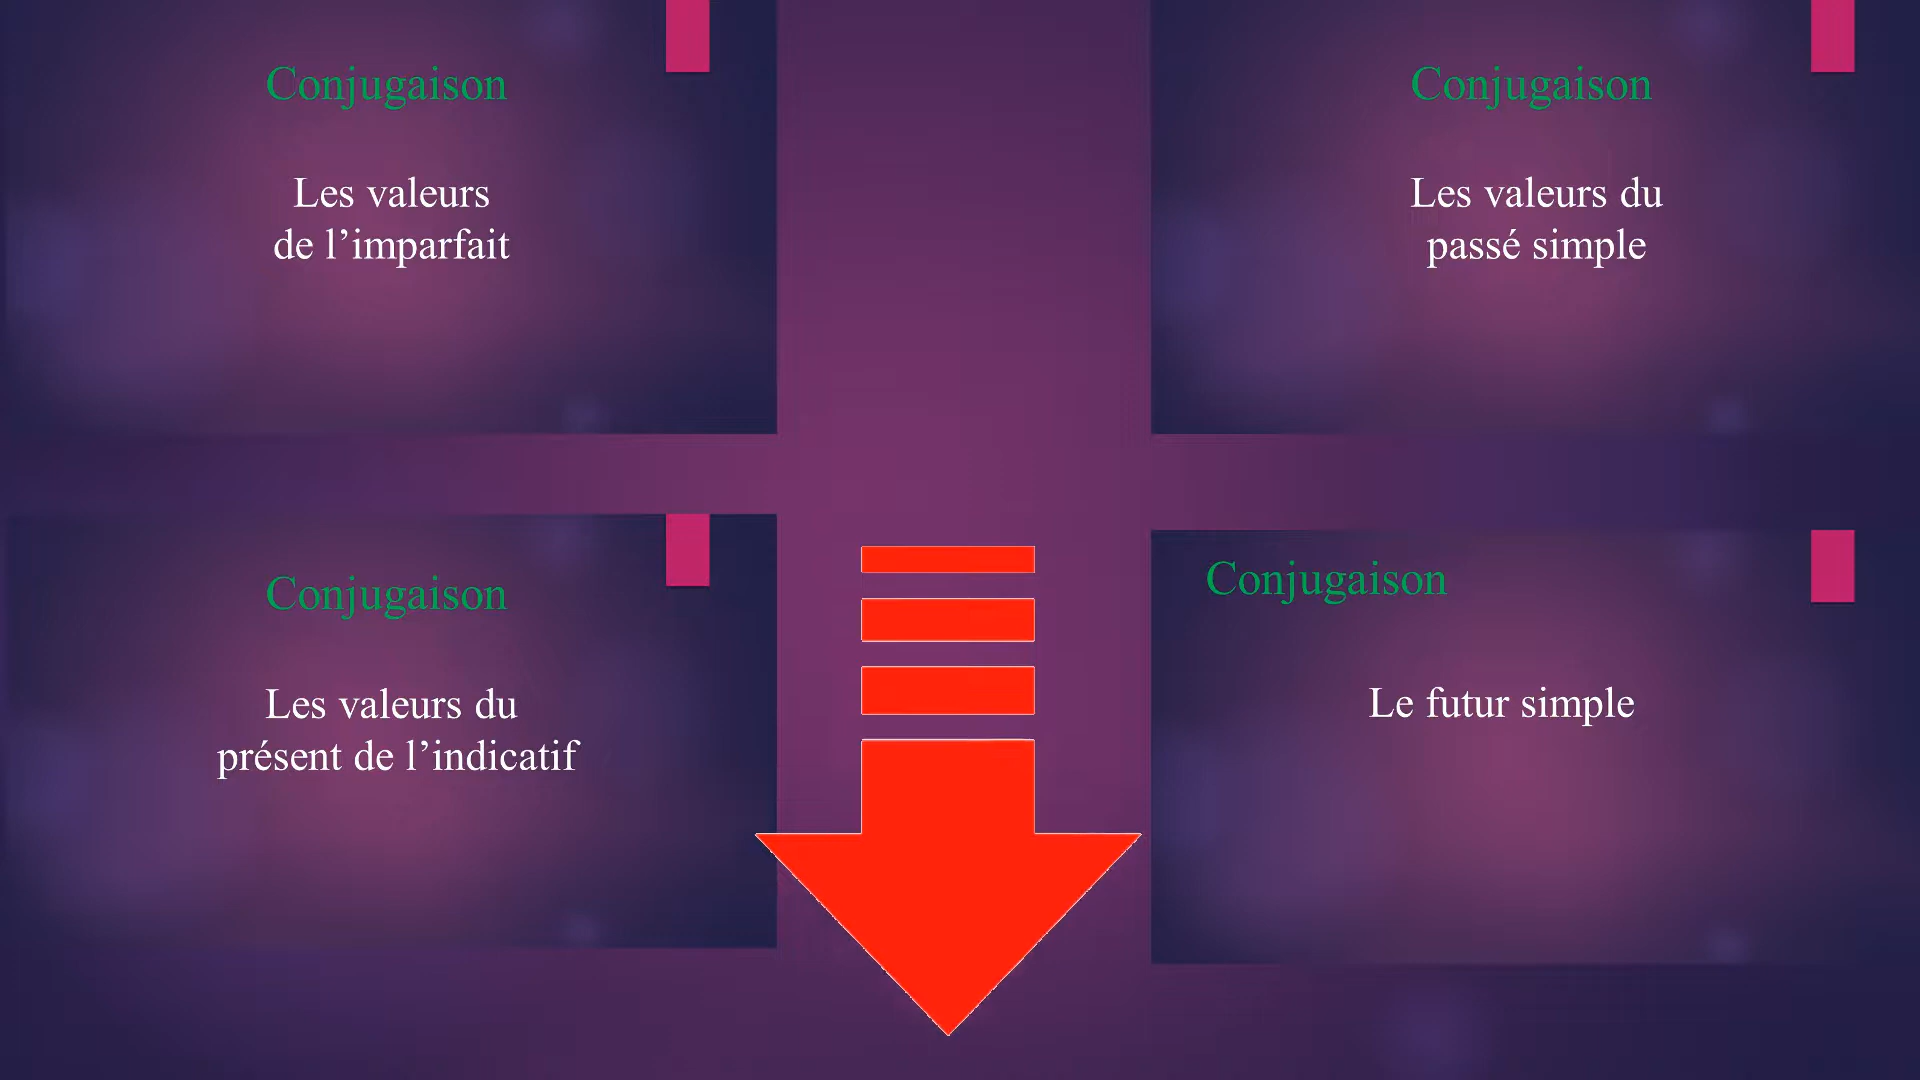 Conjugaison
Les valeurs
de l’imparfait
Conjugaison
Les valeurs du
passé simple
Conjugaison
Les valeurs du
présent de l’indicatif
Conjugaison
Le futur simple